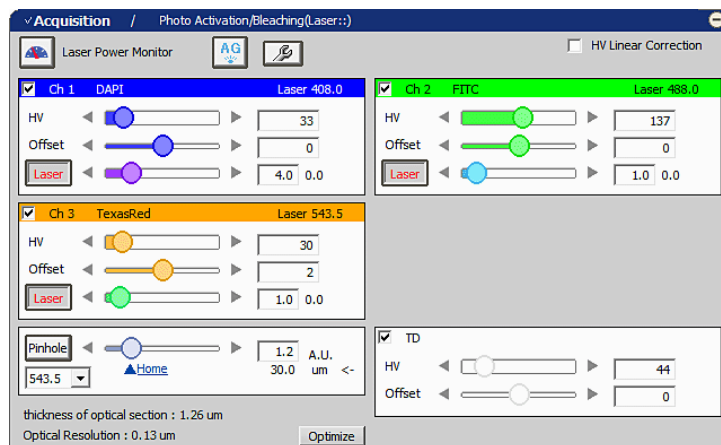 Acquisition / Photo Activation/Bleaching(Laser::)
Laser Power Monitor
AG
HV Linear Correction
Ch 1 DAPI Laser 408.0
HV 33
Offset 0
Laser 4.0 0.0
Ch 2 FITC Laser 488.0
HV 137
Offset 0
Laser 1.0 0.0
Ch 3 TexasRed Laser 543.5
HV 30
Offset 2
Laser 1.0 0.0
Pinhole 1.2 A.U.
Home 30.0 um <-
543.5
TD
HV 44
Offset 0
thickness of optical section : 1.26 um
Optical Resolution : 0.13 um
Optimize